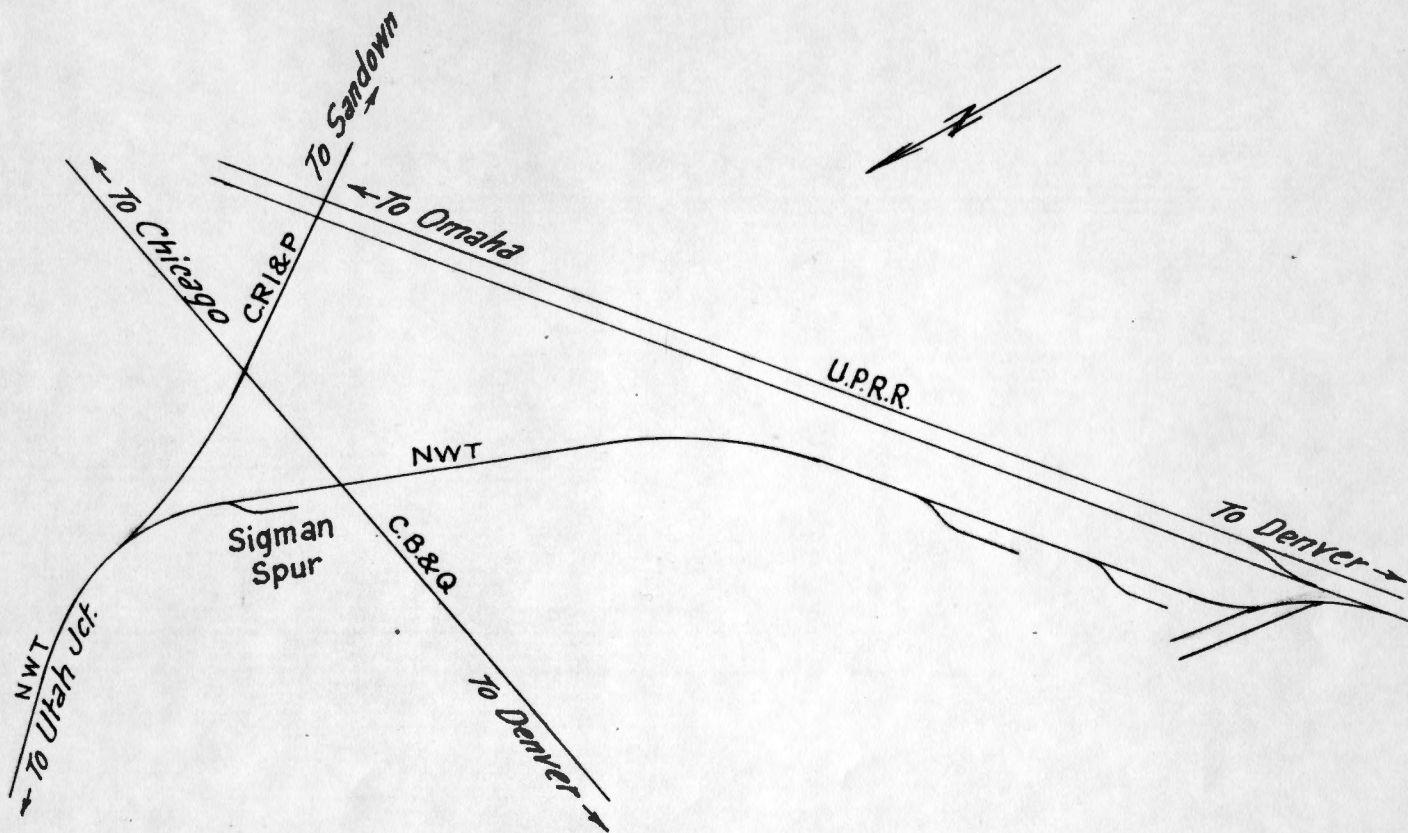 To Sandown
N
← To Chicago
← To Omaha
C.R.I & P
U.P.R.R.
NWT
To Denver →
Sigman
Spur
C.B & Q
NWT
← To Utah Jct.
To Denver →